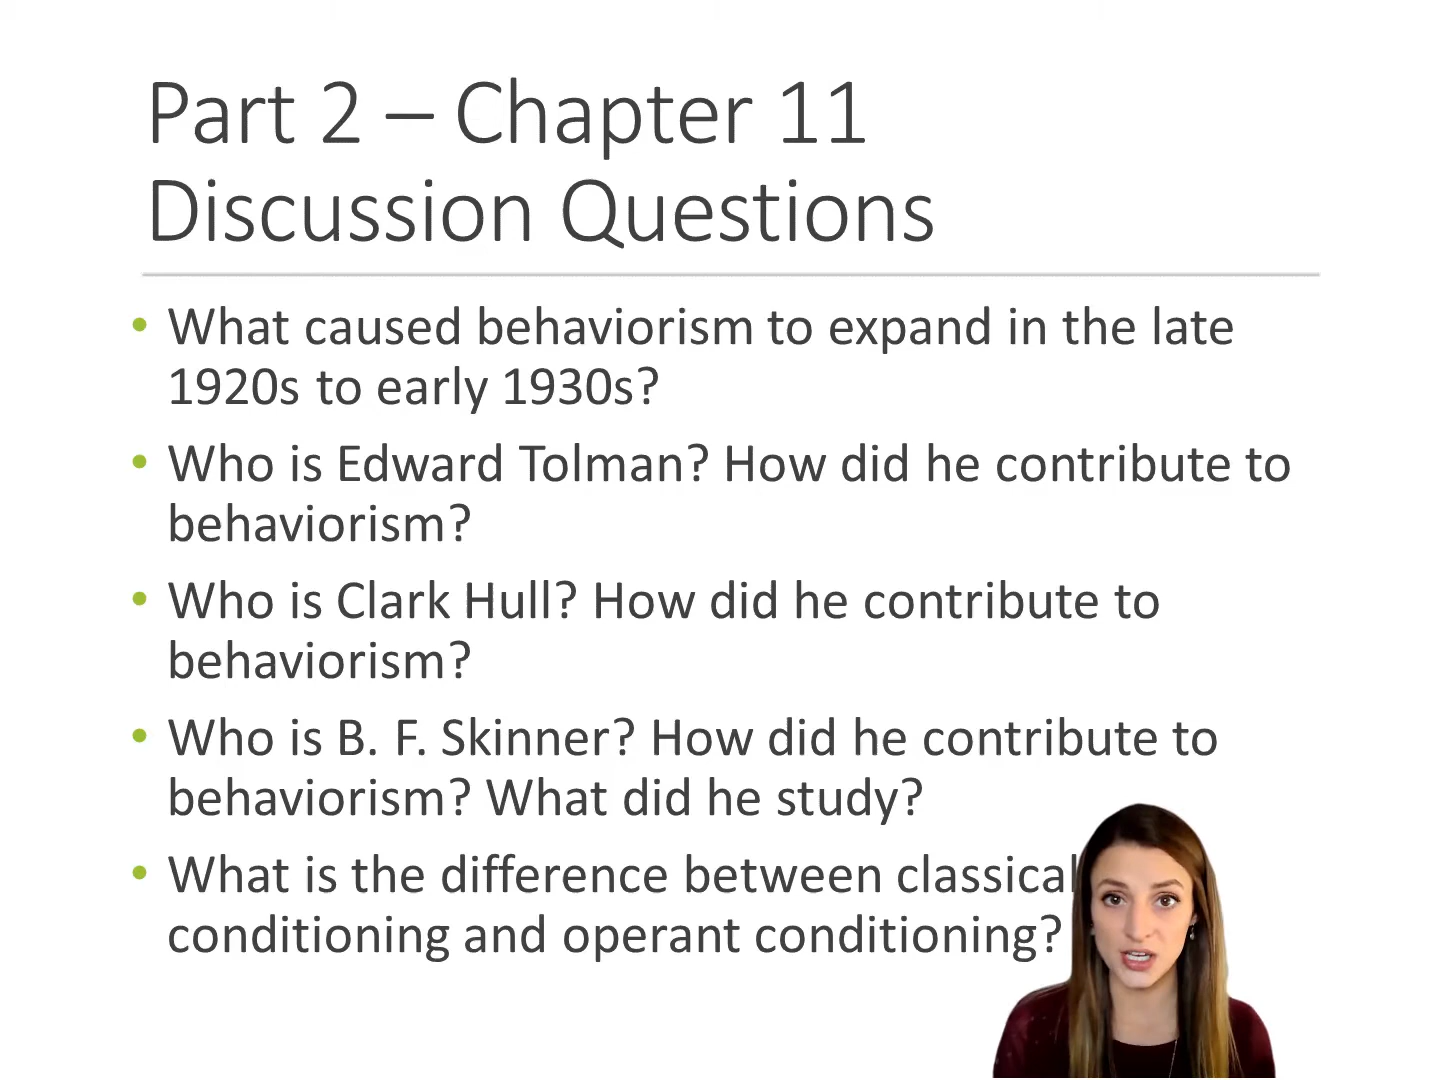 Part 2 – Chapter 11
Discussion Questions
• What caused behaviorism to expand in the late
1920s to early 1930s?
• Who is Edward Tolman? How did he contribute to
behaviorism?
• Who is Clark Hull? How did he contribute to
behaviorism?
• Who is B. F. Skinner? How did he contribute to
behaviorism? What did he study?
• What is the difference between classical
conditioning and operant conditioning?